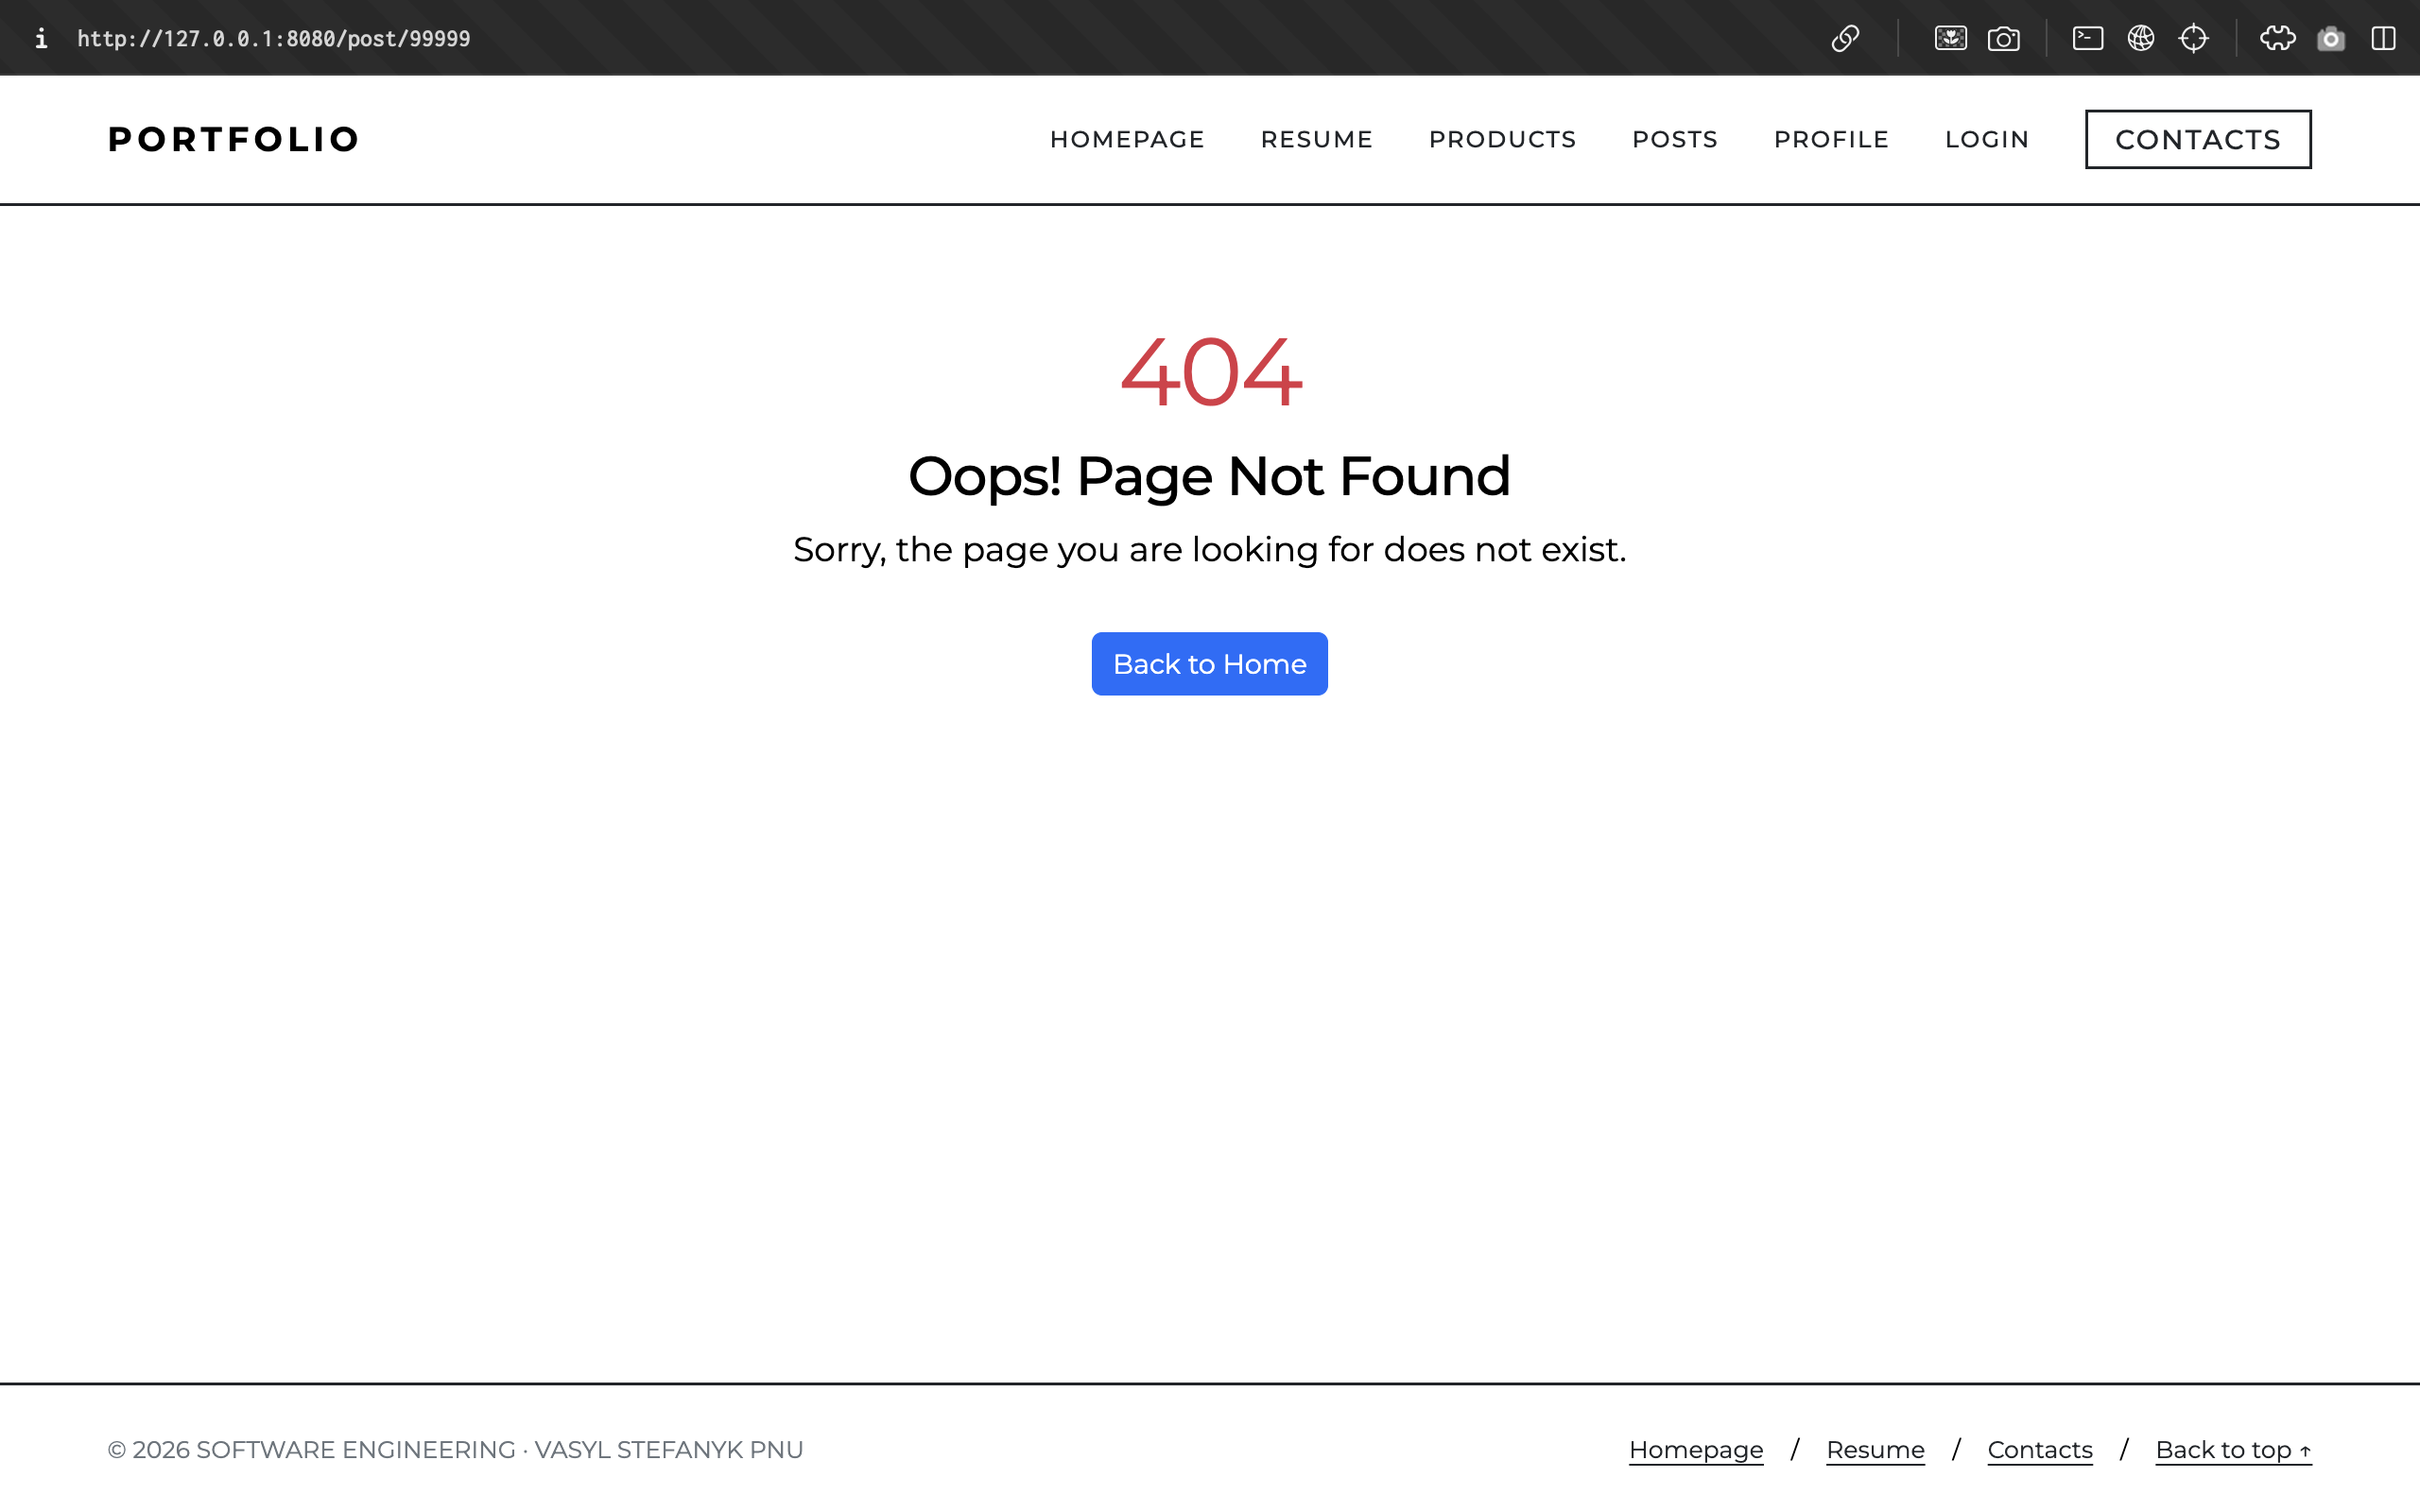 http://127.0.0.1:8080/post/99999
PORTFOLIO
HOMEPAGE
RESUME
PRODUCTS
POSTS
PROFILE
LOGIN
CONTACTS
404
Oops! Page Not Found
Sorry, the page you are looking for does not exist.
Back to Home
© 2026 SOFTWARE ENGINEERING · VASYL STEFANYK PNU
Homepage / Resume / Contacts / Back to top ↑